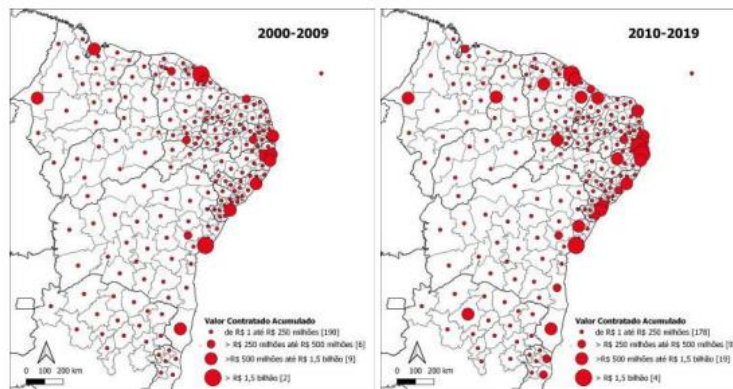 2000-2009
Valor Contratado Acumulado
de R$ 1 até R$ 250 milhões [190]
> R$ 250 milhões até R$ 500 milhões [6]
>R$ 500 milhões até R$ 1,5 bilhão [9]
> R$ 1,5 bilhão [2]
0 100 200 km
2010-2019
Valor Contratado Acumulado
de R$ 1 até R$ 250 milhões [178]
> R$ 250 milhões até R$ 500 milhões [9]
>R$ 500 milhões até R$ 1,5 bilhão [19]
> R$ 1,5 bilhão [4]
0 100 200 km